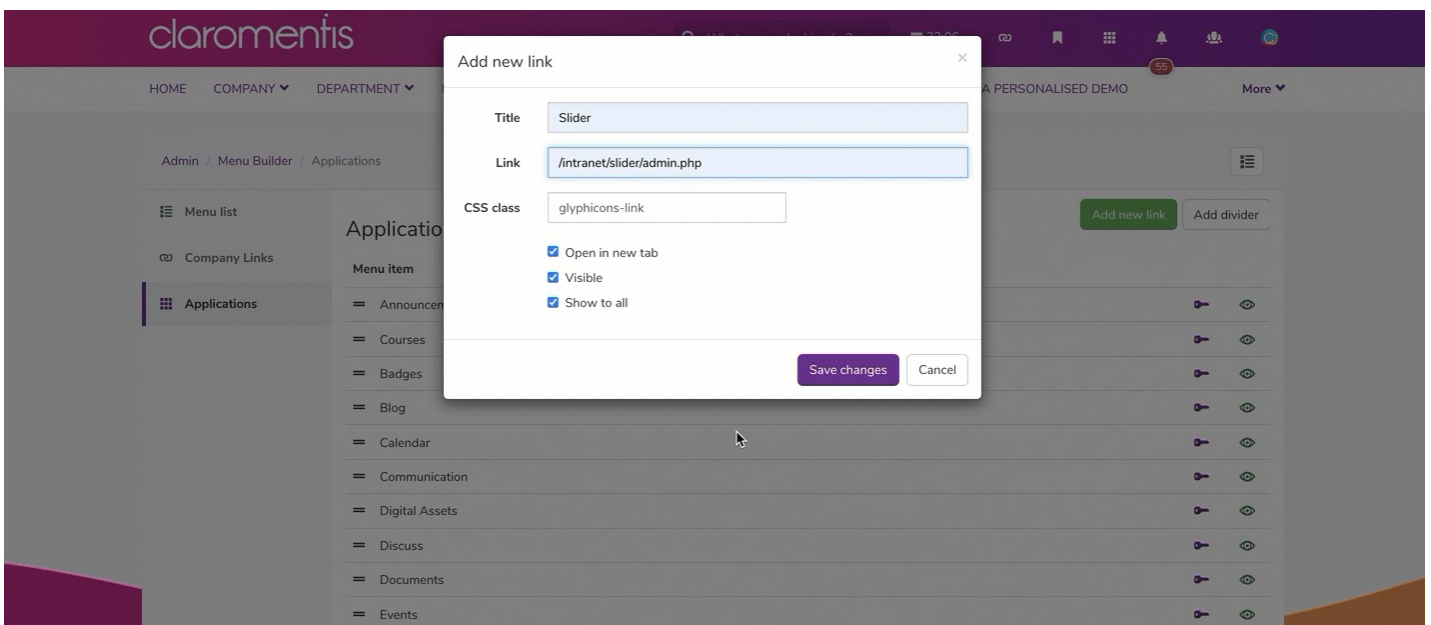 claromentis
55
HOME COMPANY DEPARTMENT A PERSONALISED DEMO More
Add new link ×
Title Slider
Link /intranet/slider/admin.php
CSS class glyphicons-link
Open in new tab
Visible
Show to all
Save changes Cancel
Admin / Menu Builder / Applications
Menu list
Company Links
Applications
Applicatio
Add new link Add divider
Menu item
Announcem
Courses
Badges
Blog
Calendar
Communication
Digital Assets
Discuss
Documents
Events